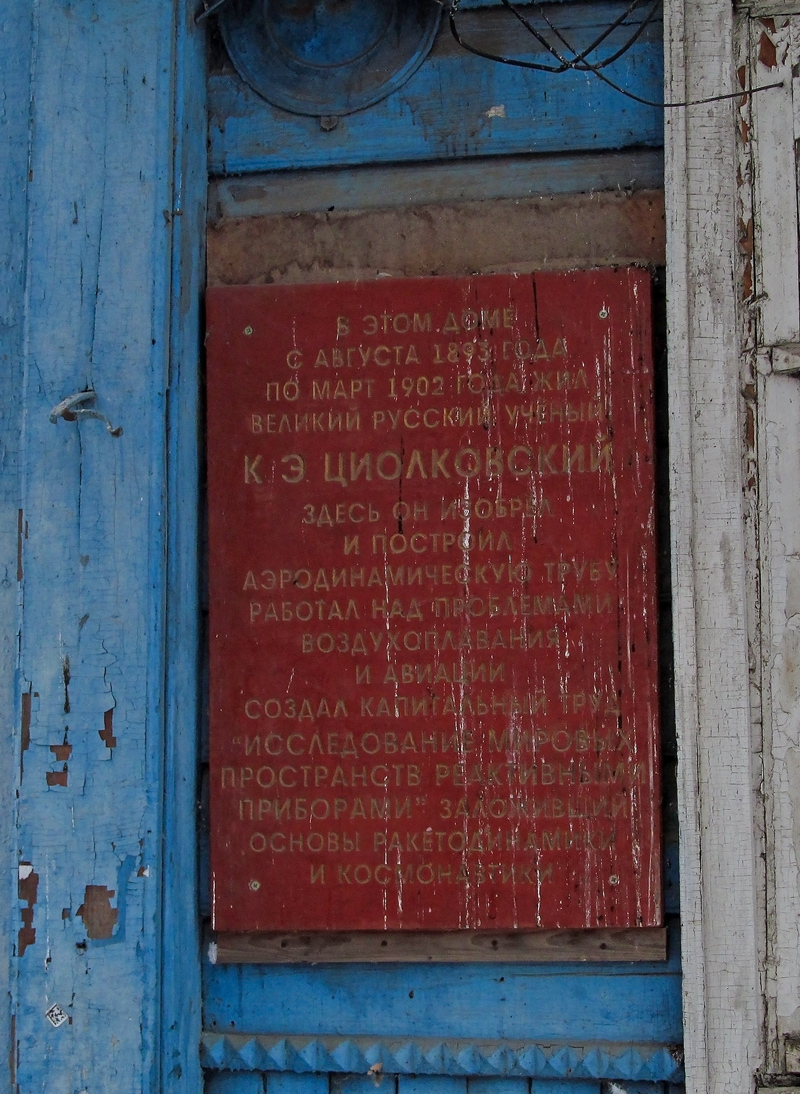 В ЭТОМ ДОМЕ
С АВГУСТА 1893 ГОДА
ПО МАРТ 1902 ГОДА ЖИЛ
ВЕЛИКИЙ РУССКИЙ УЧЕНЫЙ
К Э ЦИОЛКОВСКИЙ
ЗДЕСЬ ОН ИЗОБРЕЛ
И ПОСТРОИЛ
АЭРОДИНАМИЧЕСКУЮ ТРУБУ
РАБОТАЛ НАД ПРОБЛЕМАМИ
ВОЗДУХОПЛАВАНИЯ
И АВИАЦИИ
СОЗДАЛ КАПИТАЛЬНЫЙ ТРУД
"ИССЛЕДОВАНИЕ МИРОВЫХ
ПРОСТРАНСТВ РЕАКТИВНЫМИ
ПРИБОРАМИ" ЗАЛОЖИВШИЙ
ОСНОВЫ РАКЕТОДИНАМИКИ
И КОСМОНАВТИКИ